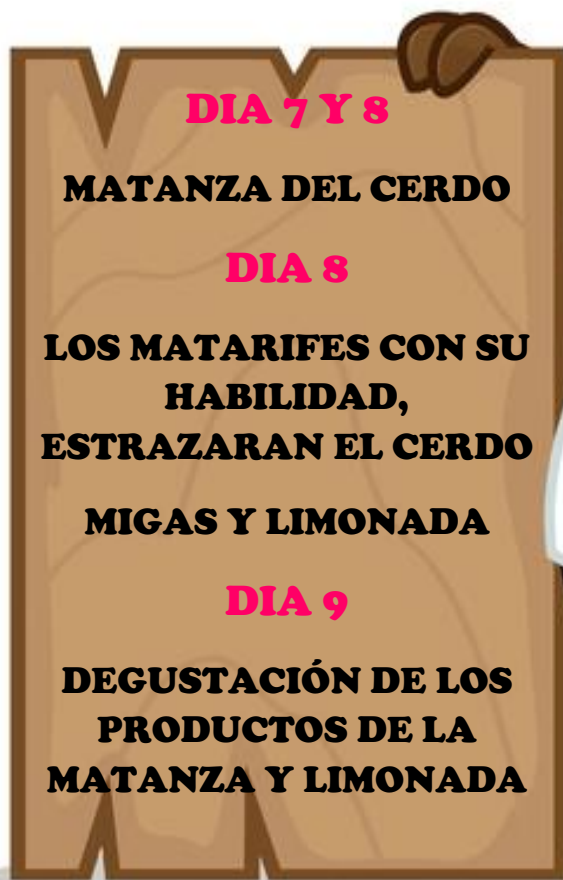 DIA 7 Y 8
MATANZA DEL CERDO
DIA 8
LOS MATARIFES CON SU
HABILIDAD,
ESTRAZARAN EL CERDO
MIGAS Y LIMONADA
DIA 9
DEGUSTACIÓN DE LOS
PRODUCTOS DE LA
MATANZA Y LIMONADA